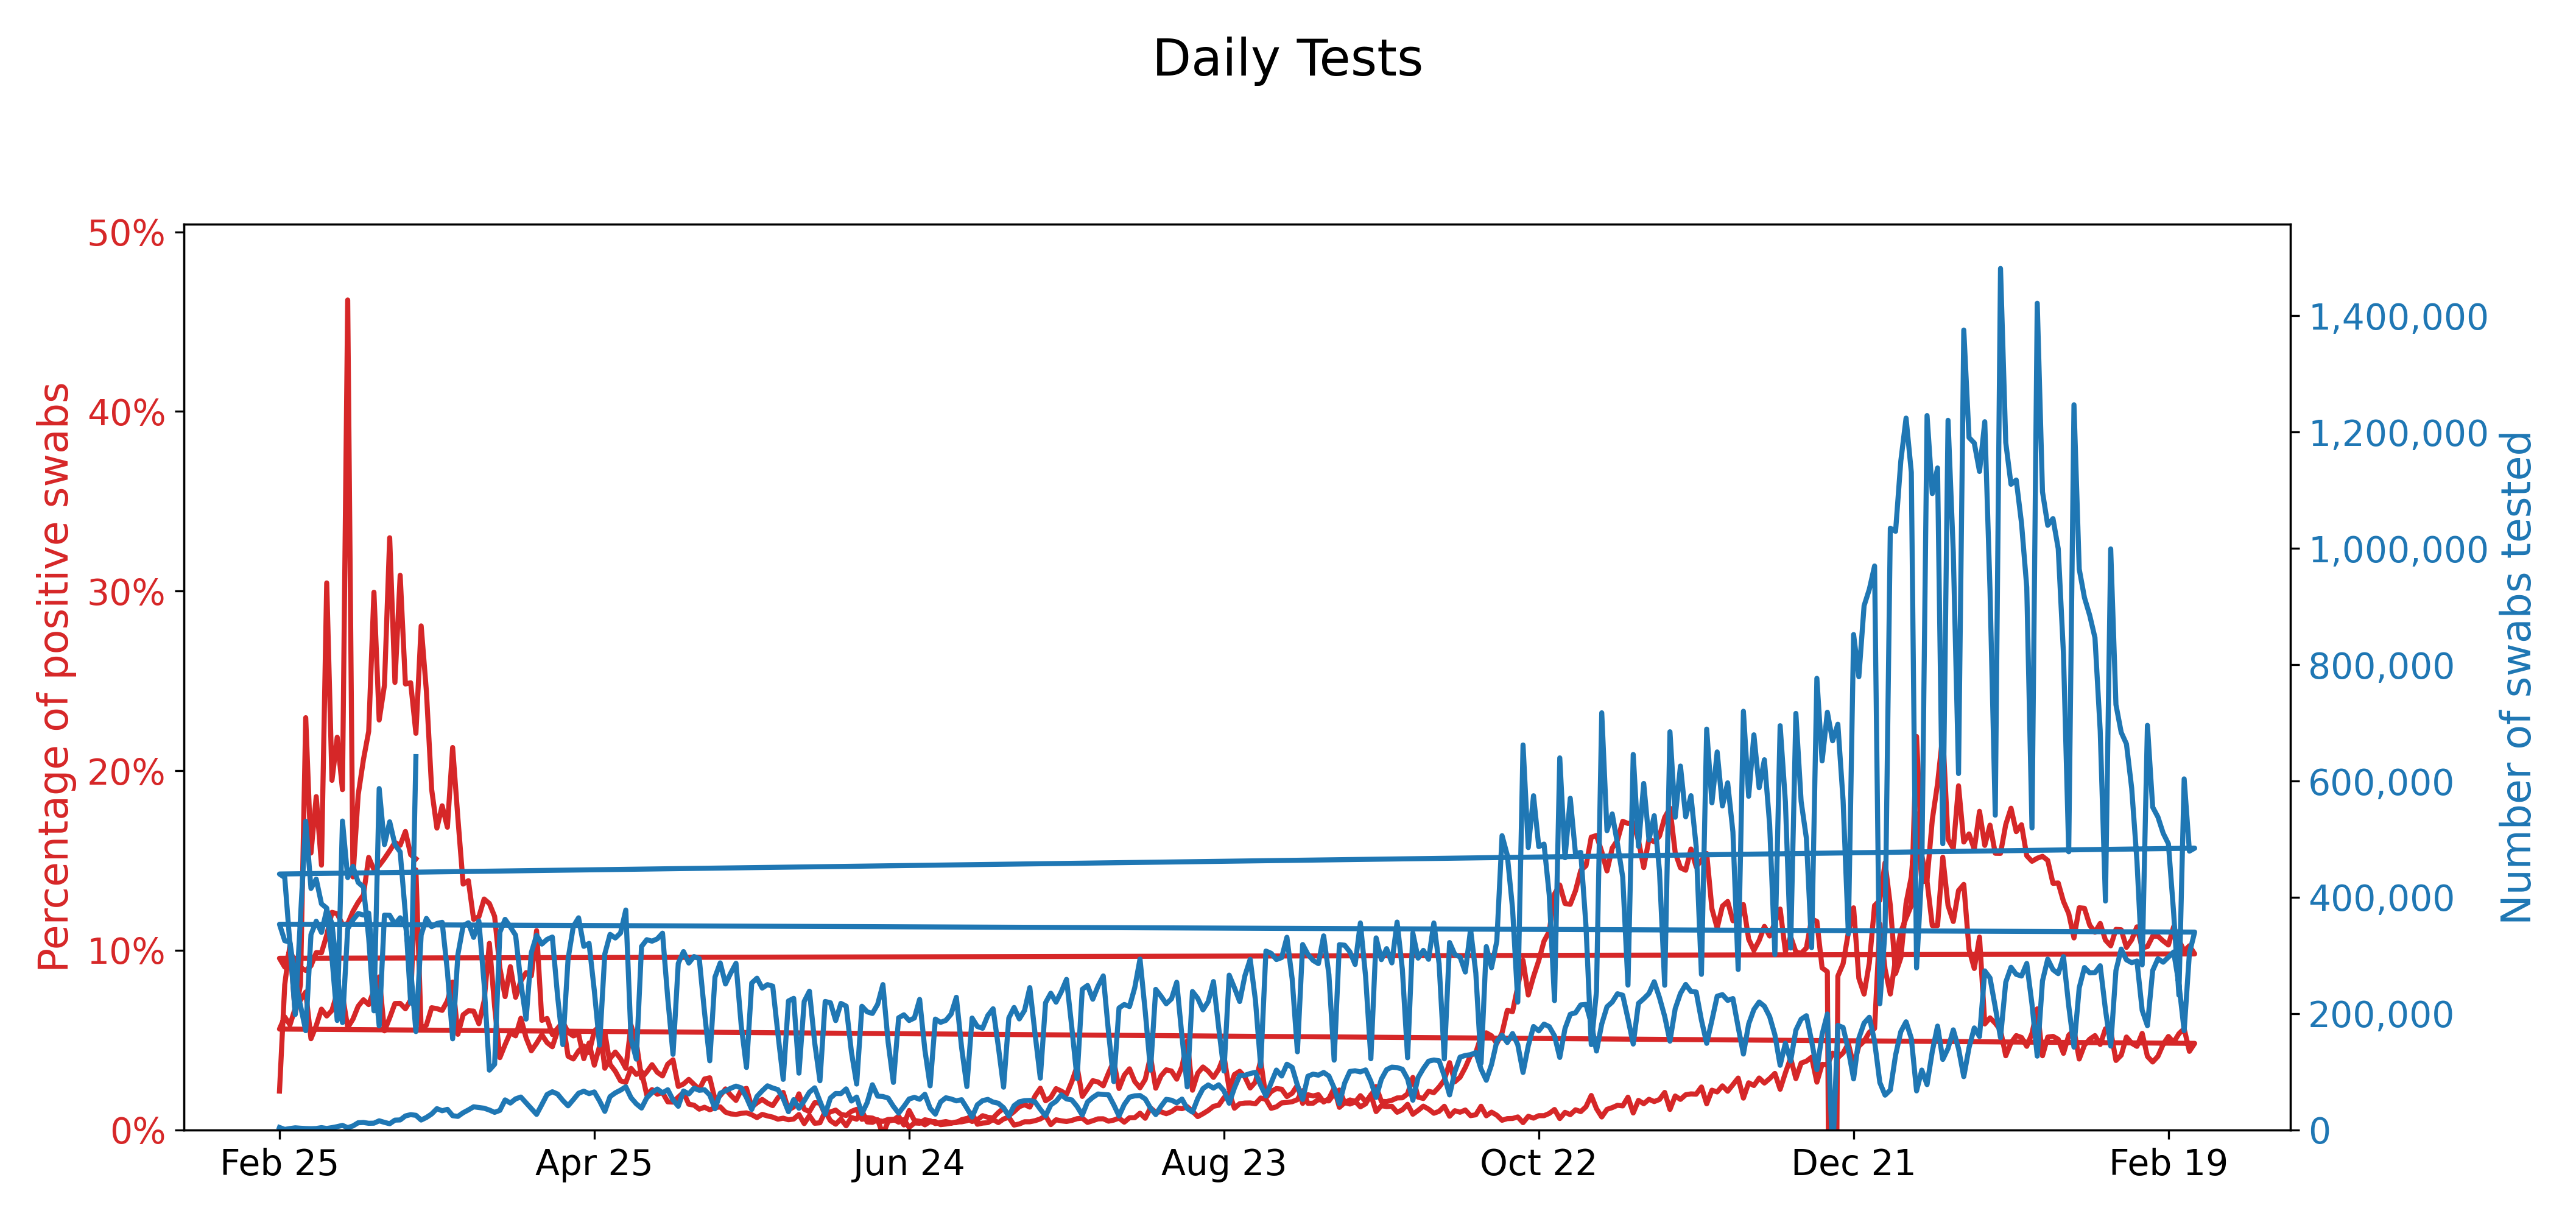 Daily Tests
Percentage of positive swabs
50%
40%
30%
20%
10%
0%
1,400,000
1,200,000
1,000,000
800,000
600,000
400,000
200,000
0
Number of swabs tested
Feb 25
Apr 25
Jun 24
Aug 23
Oct 22
Dec 21
Feb 19